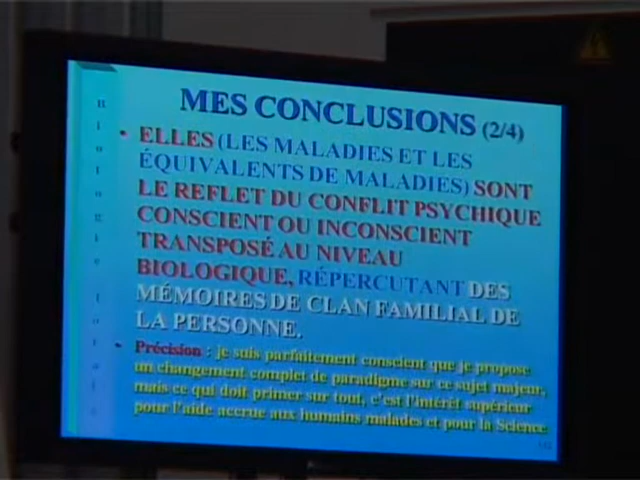 MES CONCLUSIONS (2/4)
• ELLES (LES MALADIES ET LES
ÉQUIVALENTS DE MALADIES) SONT
LE REFLET DU CONFLIT PSYCHIQUE
CONSCIENT OU INCONSCIENT
TRANSPOSÉ AU NIVEAU
BIOLOGIQUE, RÉPERCUTANT DES
MÉMOIRES DE CLAN FAMILIAL DE
LA PERSONNE.
• Précision : je suis parfaitement conscient que je propose
un changement complet de paradigme sur ce sujet majeur,
mais ce qui doit primer sur tout, c'est l'intérêt supérieur
pour l'aide accrue aux humains malades et pour la Science
Biologie Totale